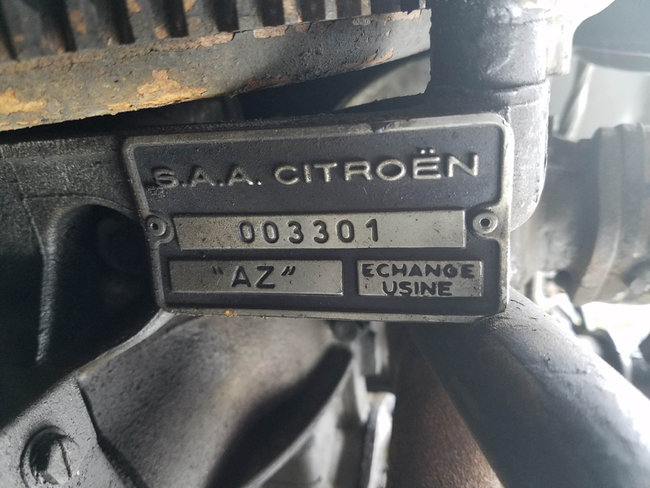 S.A.A. CITROËN
003301
"AZ"
ECHANGE
USINE